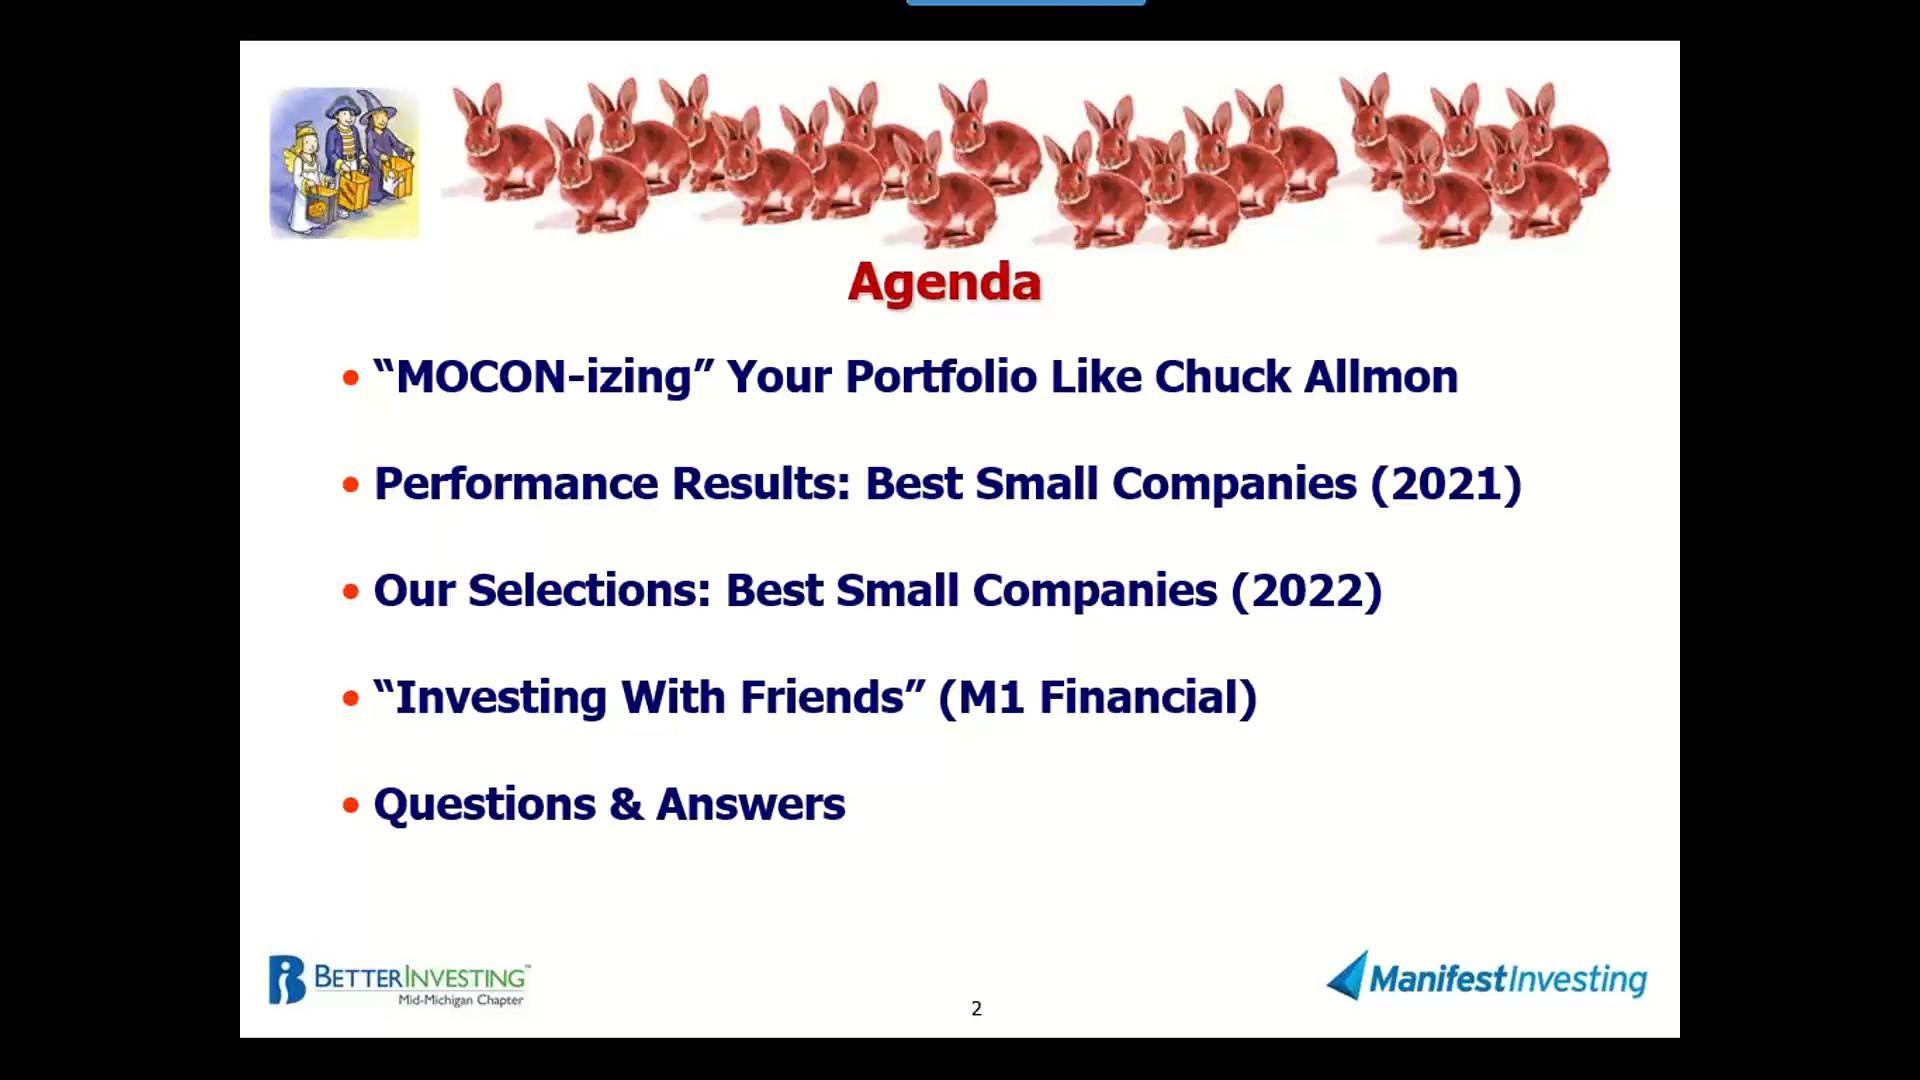 Agenda
• “MOCON-izing” Your Portfolio Like Chuck Allmon
• Performance Results: Best Small Companies (2021)
• Our Selections: Best Small Companies (2022)
• “Investing With Friends” (M1 Financial)
• Questions & Answers
BETTERINVESTING™
Mid-Michigan Chapter
2
ManifestInvesting